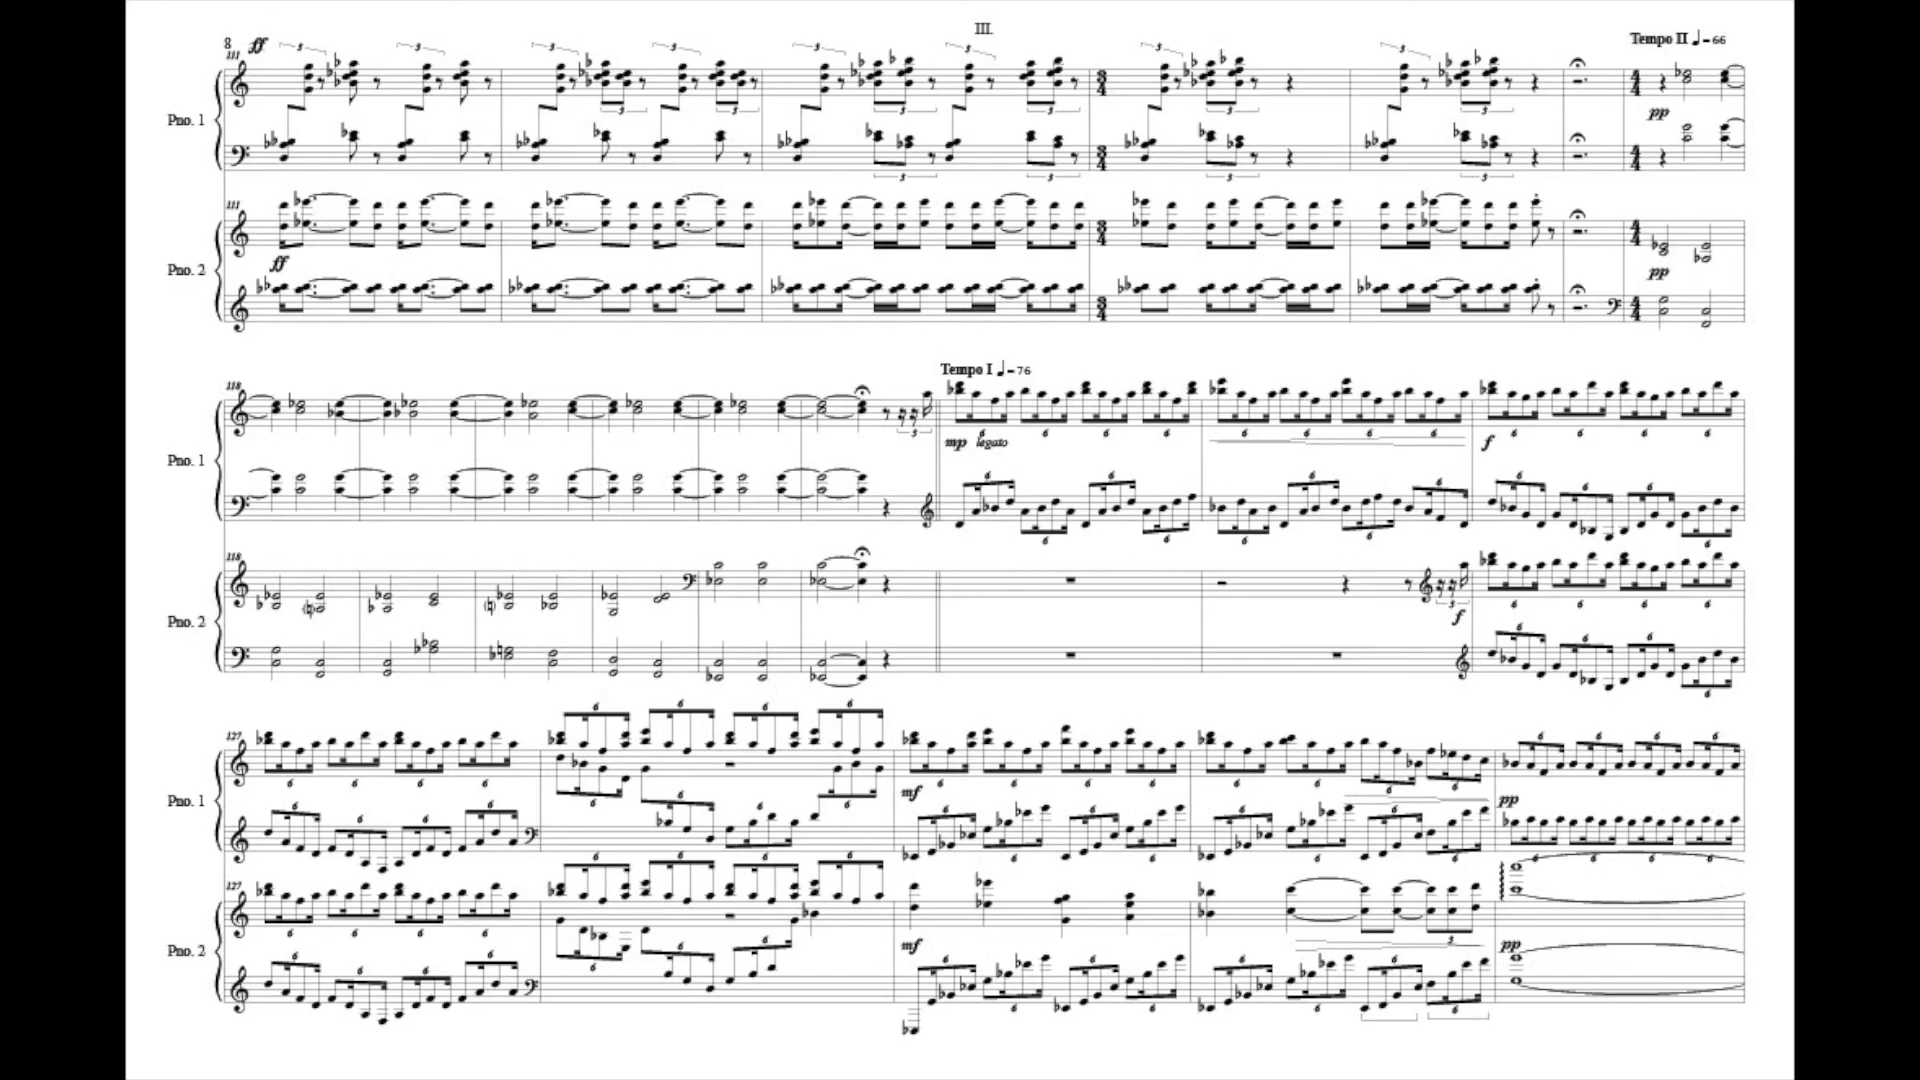 III.
8
ff
Tempo II ♩ = 66
111
Pno. 1
pp
111
Pno. 2
ff
pp
Tempo I ♩ = 76
118
Pno. 1
mp legato
f
118
Pno. 2
f
127
Pno. 1
mf
pp
127
Pno. 2
mf
pp